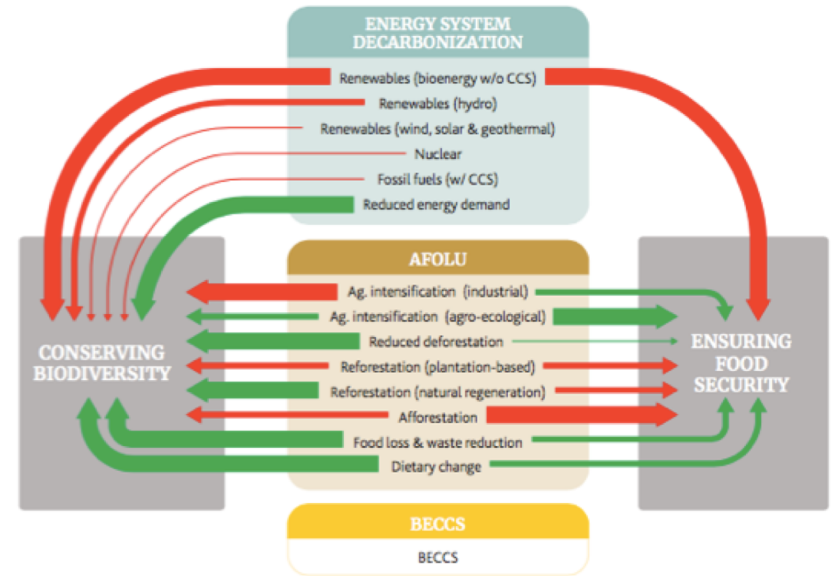 ENERGY SYSTEM
DECARBONIZATION
Renewables (bioenergy w/o CCS)
Renewables (hydro)
Renewables (wind, solar & geothermal)
Nuclear
Fossil fuels (w/ CCS)
Reduced energy demand
AFOLU
Ag. intensification (industrial)
Ag. intensification (agro-ecological)
Reduced deforestation
Reforestation (plantation-based)
Reforestation (natural regeneration)
Afforestation
Food loss & waste reduction
Dietary change
CONSERVING
BIODIVERSITY
ENSURING
FOOD
SECURITY
BECCS
BECCS